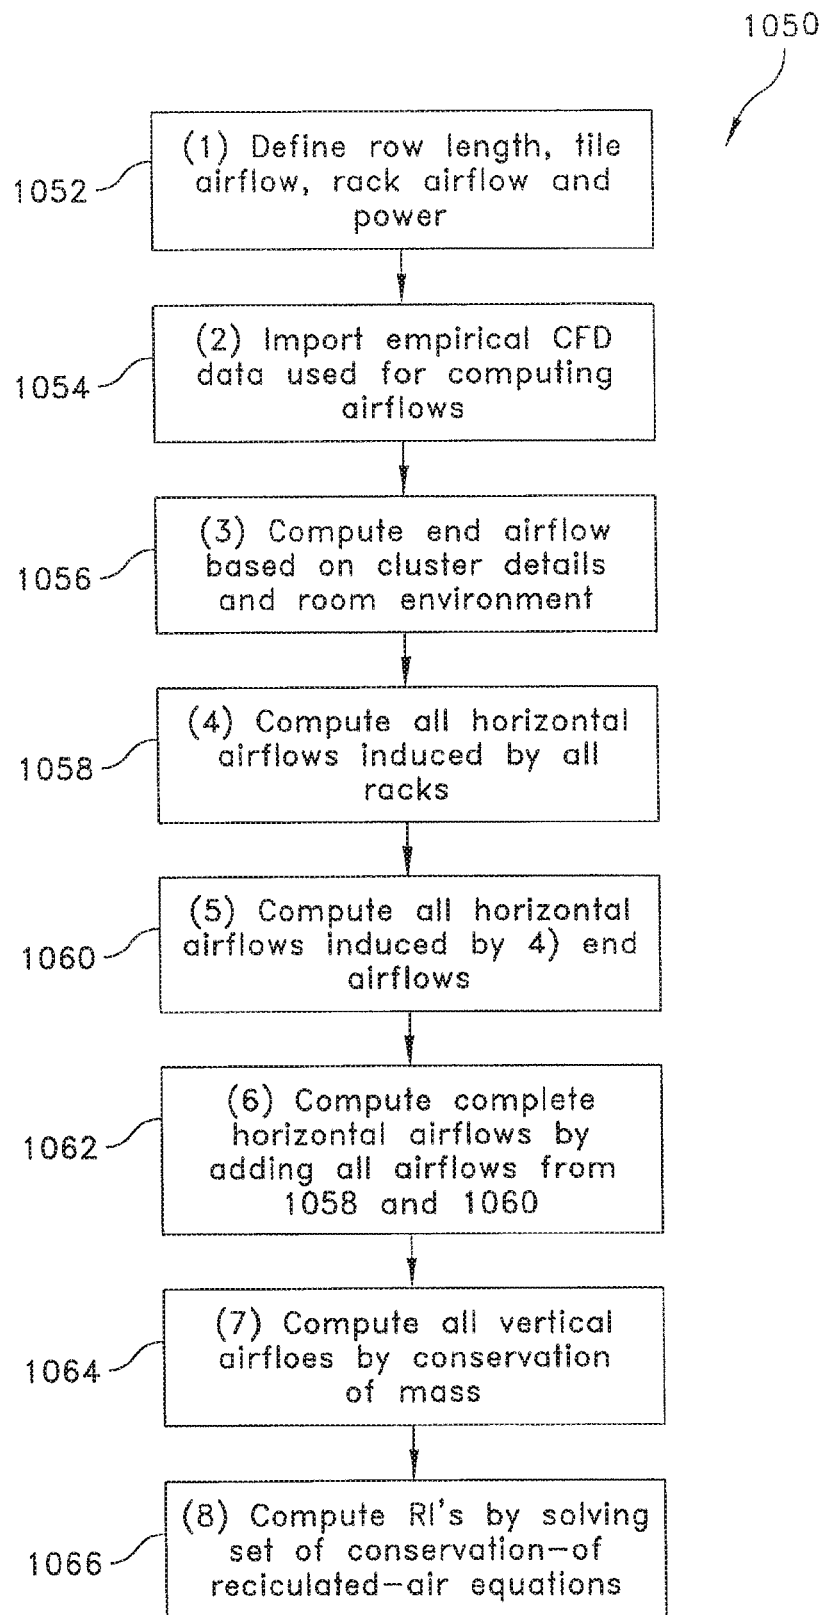 1050
(1) Define row length, tile
airflow, rack airflow and
power
1052
(2) Import empirical CFD
data used for computing
airflows
1054
(3) Compute end airflow
based on cluster details
and room environment
1056
(4) Compute all horizontal
airflows induced by all
racks
1058
(5) Compute all horizontal
airflows induced by 4) end
airflows
1060
(6) Compute complete
horizontal airflows by
adding all airflows from
1058 and 1060
1062
(7) Compute all vertical
airfloes by conservation
of mass
1064
(8) Compute RI's by solving
set of conservation-of
reciculated-air equations
1066